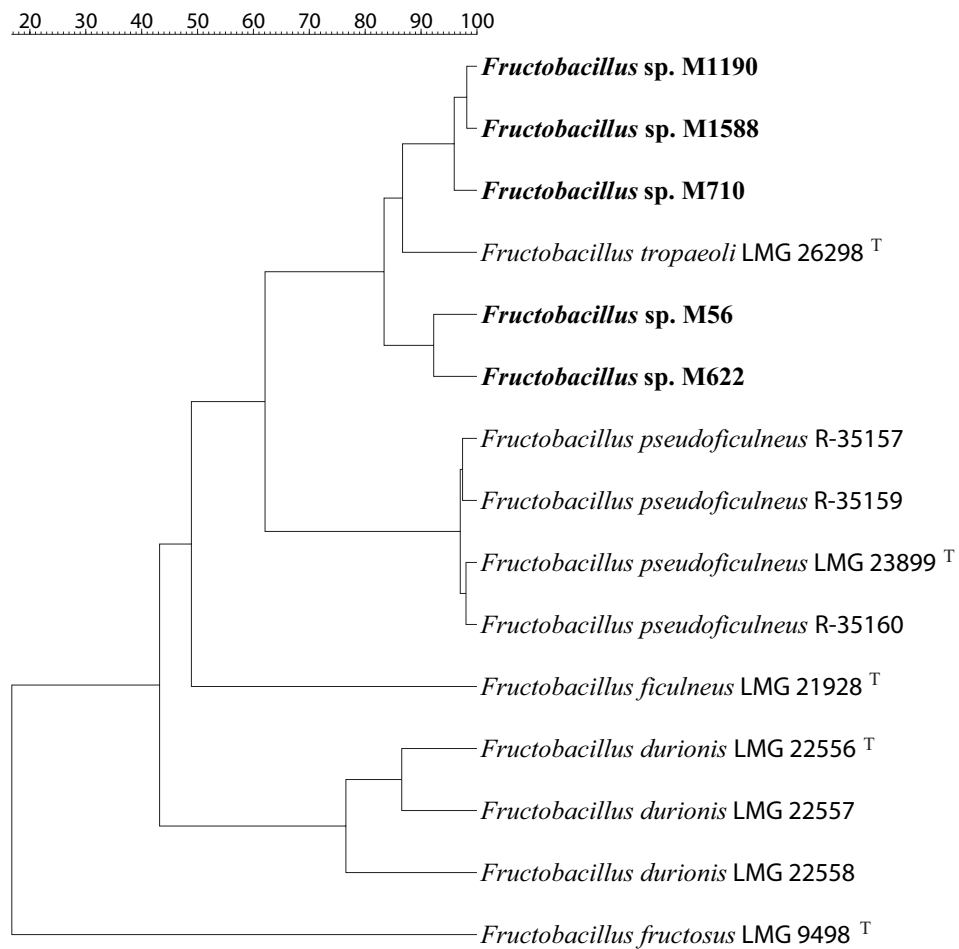 20 30 40 50 60 70 80 90 100
Fructobacillus sp. M1190
Fructobacillus sp. M1588
Fructobacillus sp. M710
Fructobacillus tropaeoli LMG 26298 T
Fructobacillus sp. M56
Fructobacillus sp. M622
Fructobacillus pseudoficulneus R-35157
Fructobacillus pseudoficulneus R-35159
Fructobacillus pseudoficulneus LMG 23899 T
Fructobacillus pseudoficulneus R-35160
Fructobacillus ficulneus LMG 21928 T
Fructobacillus durionis LMG 22556 T
Fructobacillus durionis LMG 22557
Fructobacillus durionis LMG 22558
Fructobacillus fructosus LMG 9498 T